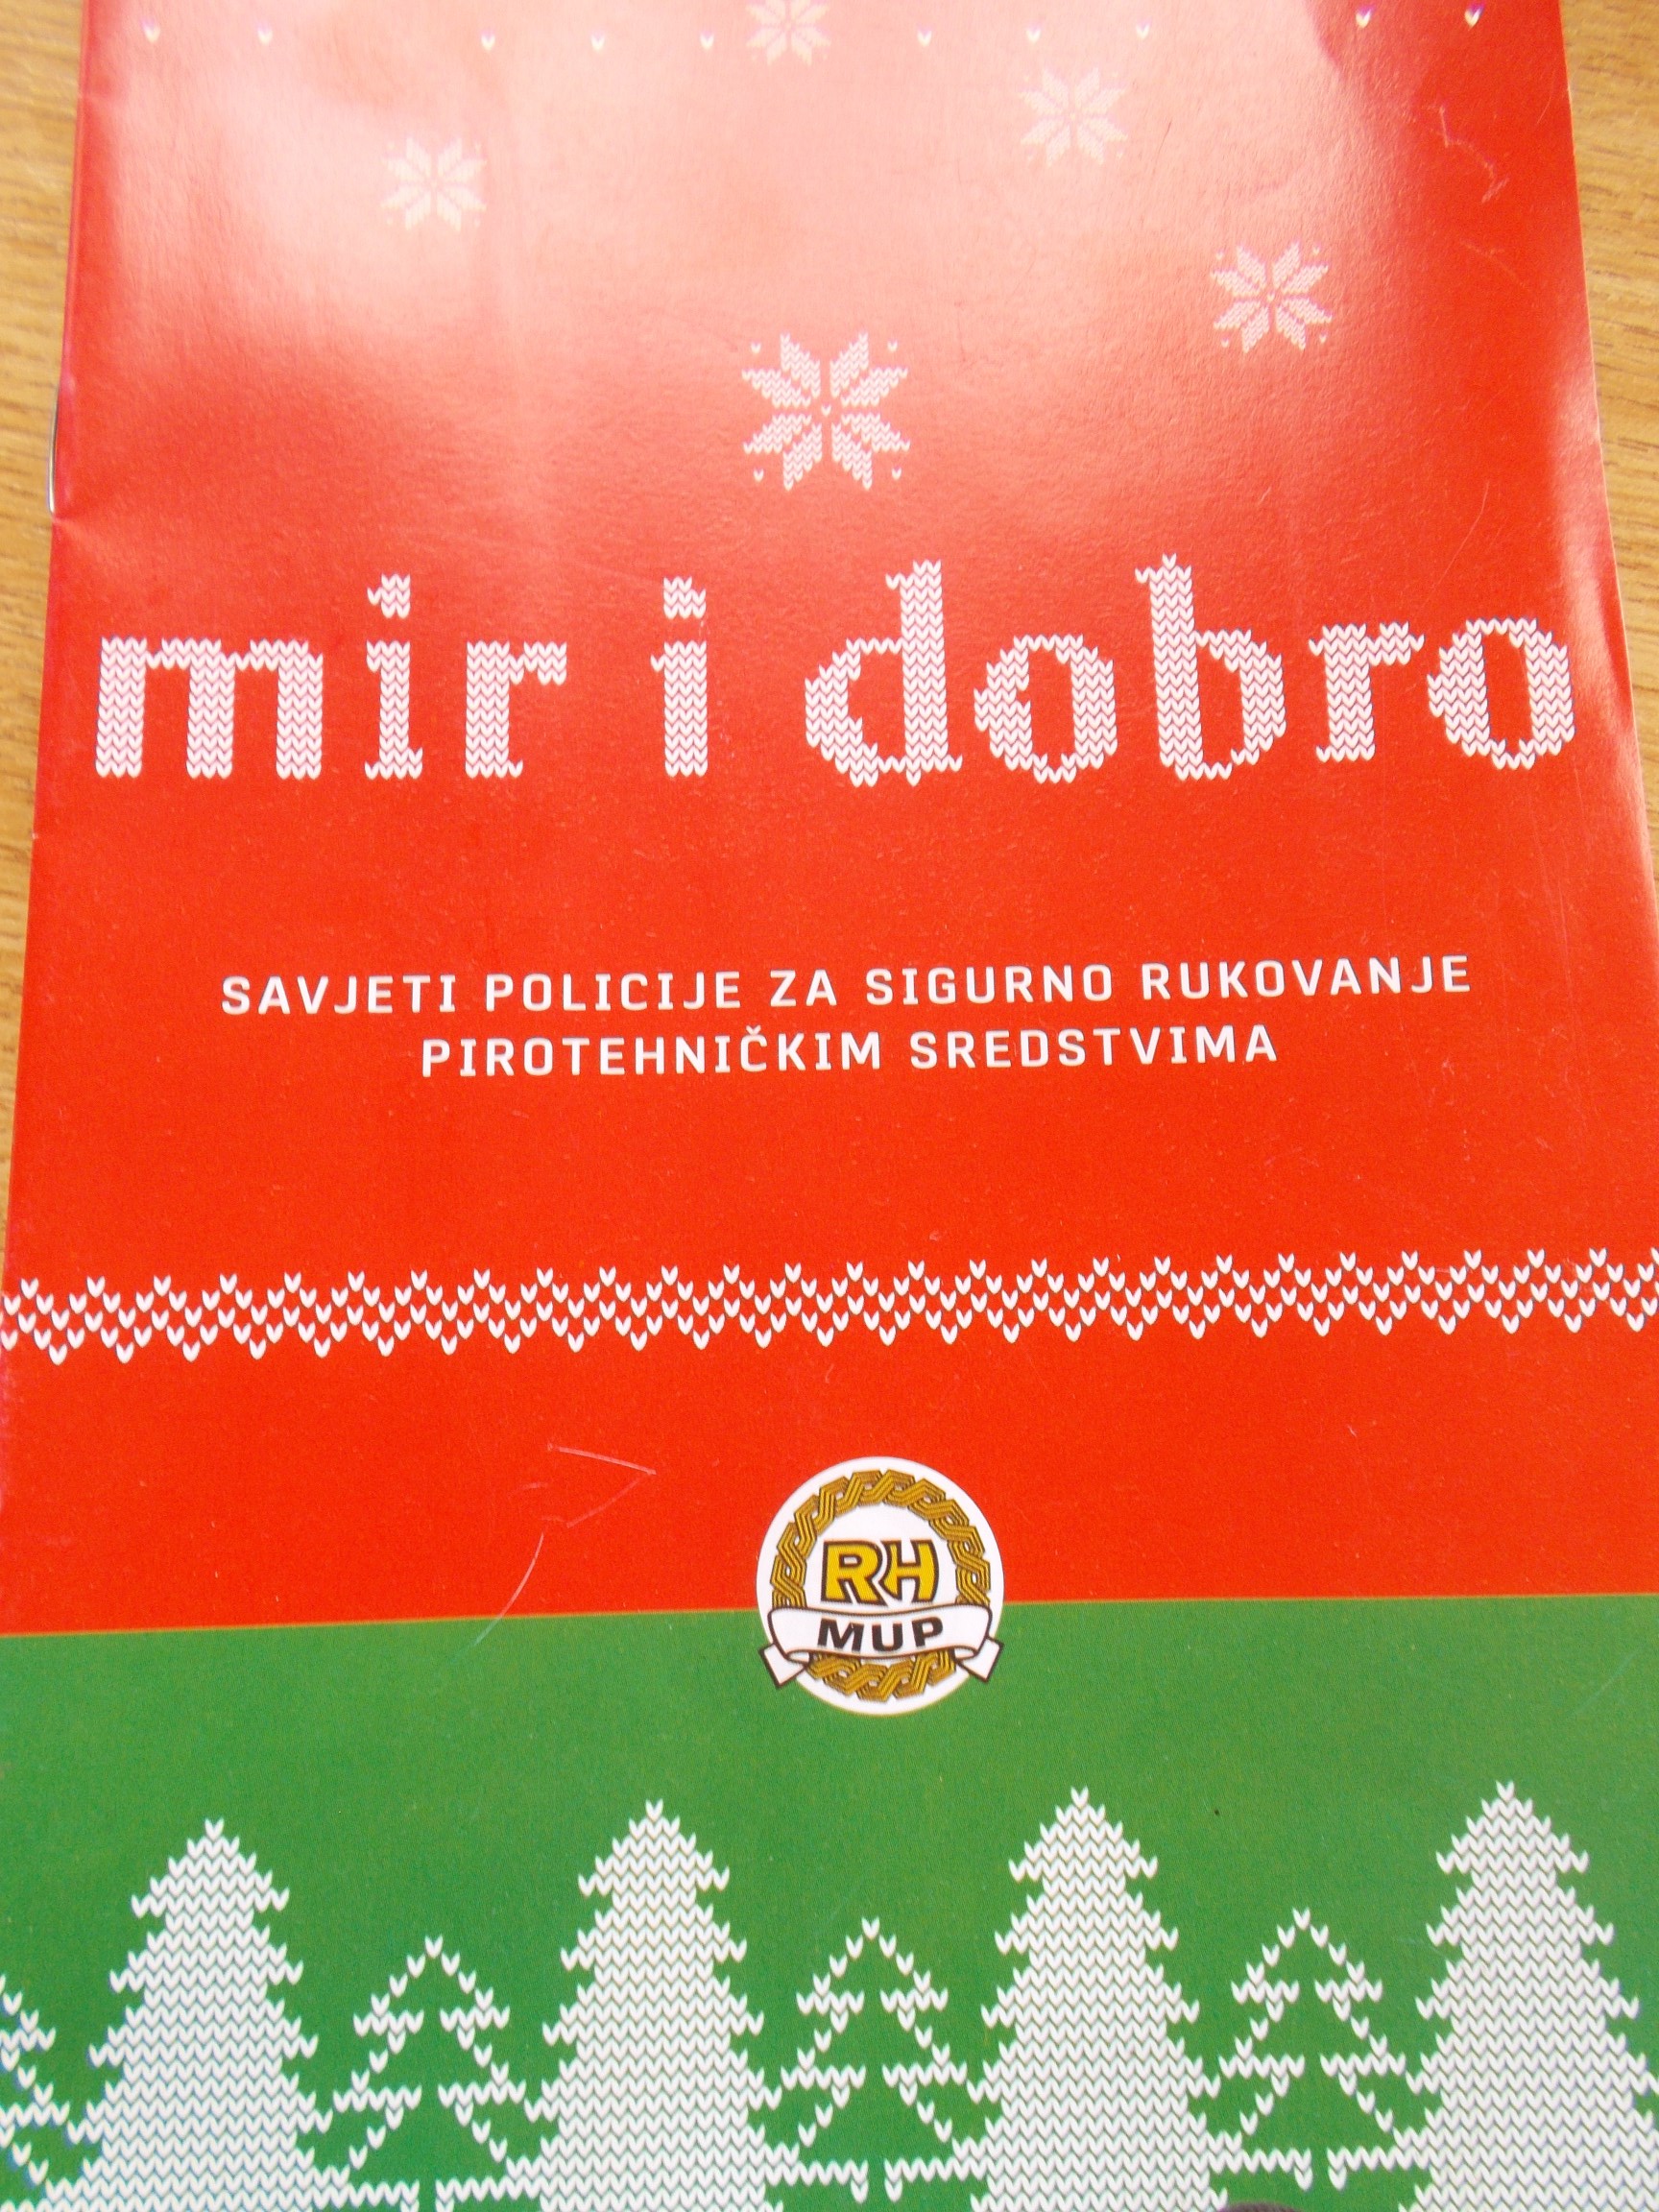 mir i dobro
SAVJETI POLICIJE ZA SIGURNO RUKOVANJE
PIROTEHNIČKIM SREDSTVIMA
RH
MUP